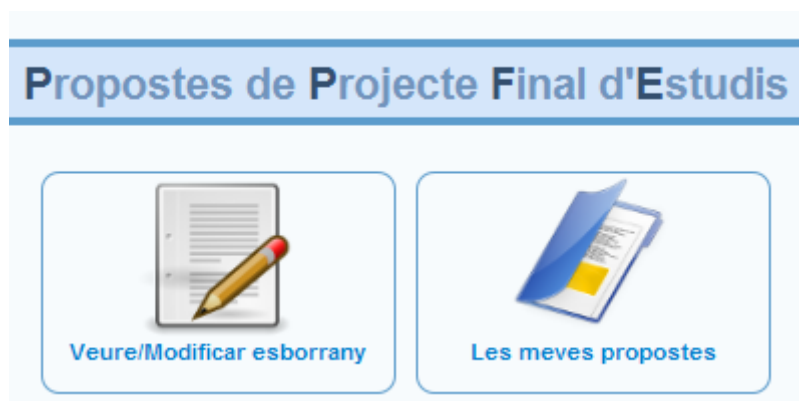 Propostes de Projecte Final d'Estudis
Veure/Modificar esborrany
Les meves propostes